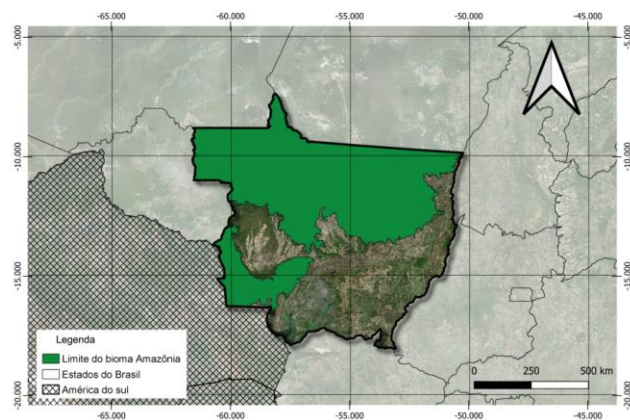 -65.000 -60.000 -55.000 -50.000 -45.000
-5.000 -5.000
-10.000 -10.000
-15.000 -15.000
-20.000 -20.000
Legenda
Limite do bioma Amazônia
Estados do Brasil
América do sul
0 250 500 km
-65.000 -60.000 -55.000 -50.000 -45.000